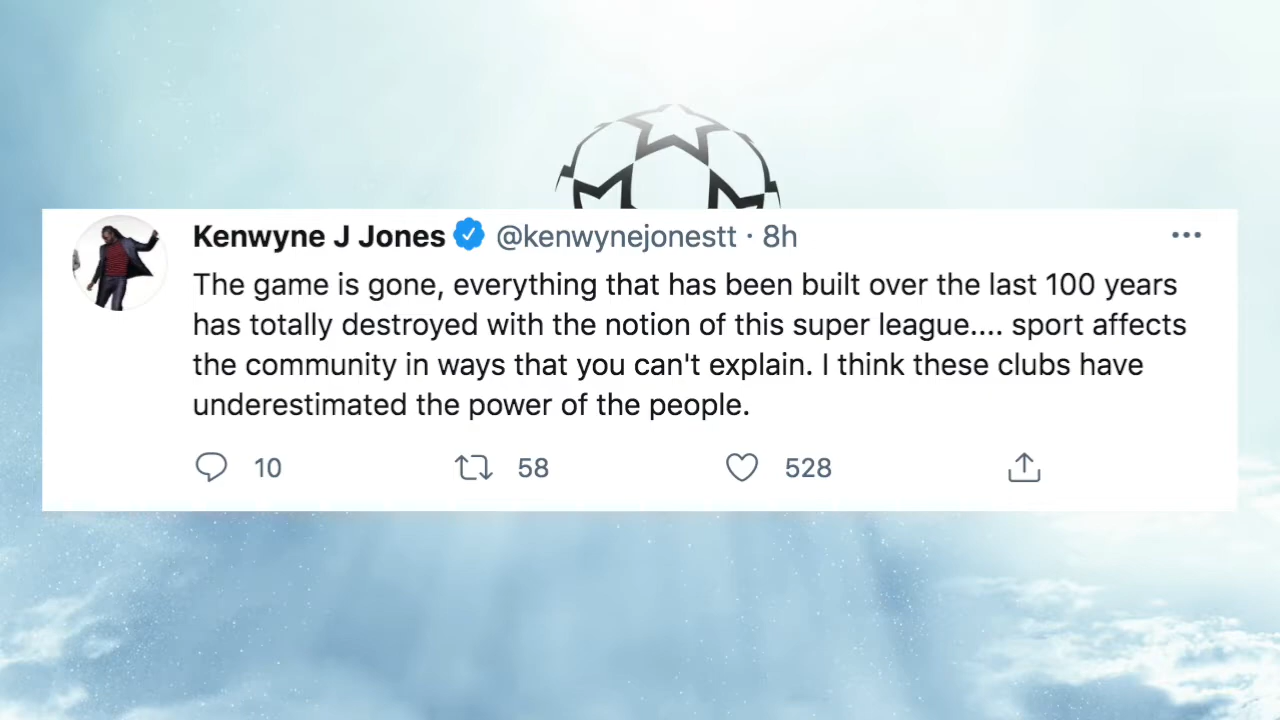 Kenwyne J Jones @kenwynejonestt · 8h
The game is gone, everything that has been built over the last 100 years
has totally destroyed with the notion of this super league.... sport affects
the community in ways that you can't explain. I think these clubs have
underestimated the power of the people.
10 58 528